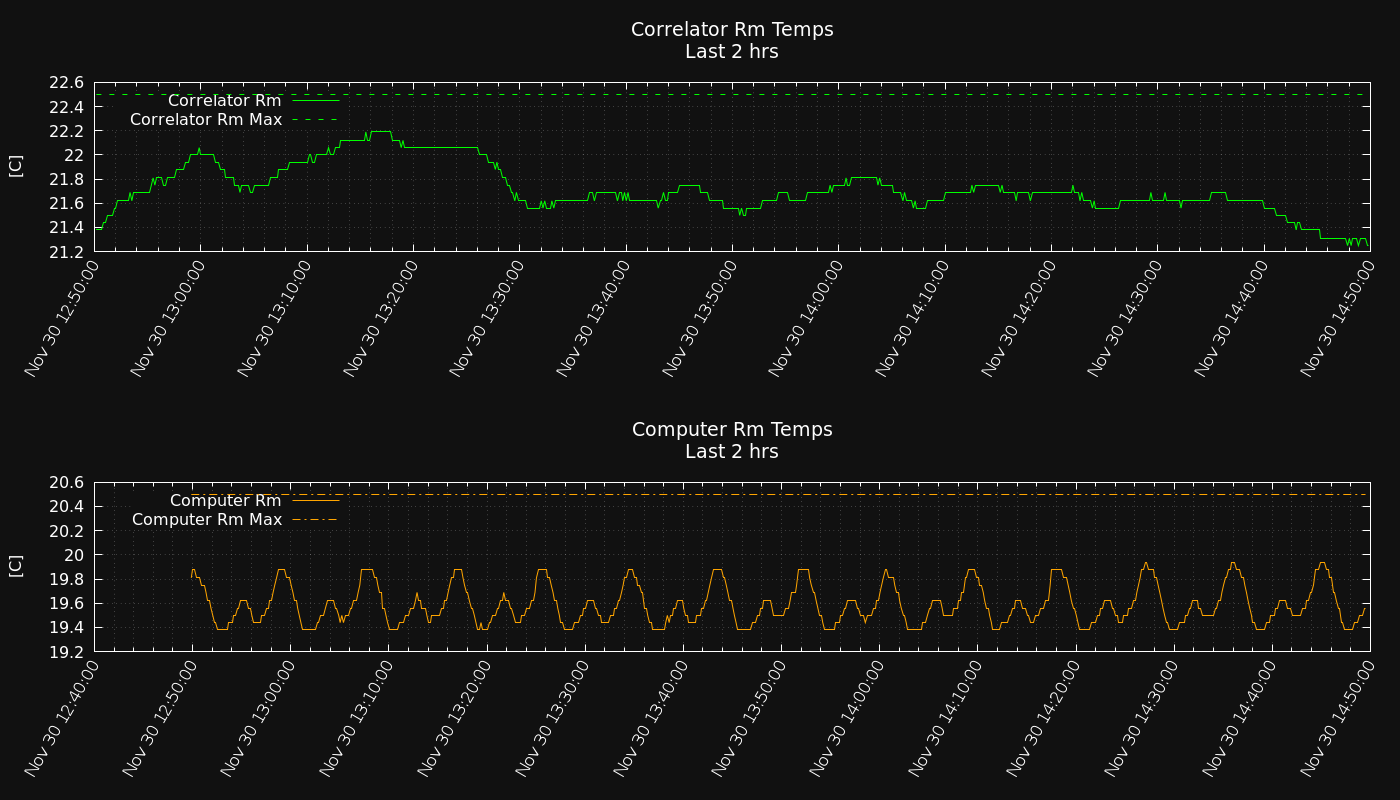 Correlator Rm Temps
Last 2 hrs
22.6
22.4
22.2
22
21.8
21.6
21.4
21.2
[C]
Correlator Rm
Correlator Rm Max
Nov 30 12:50:00
Nov 30 13:00:00
Nov 30 13:10:00
Nov 30 13:20:00
Nov 30 13:30:00
Nov 30 13:40:00
Nov 30 13:50:00
Nov 30 14:00:00
Nov 30 14:10:00
Nov 30 14:20:00
Nov 30 14:30:00
Nov 30 14:40:00
Nov 30 14:50:00
Computer Rm Temps
Last 2 hrs
20.6
20.4
20.2
20
19.8
19.6
19.4
19.2
[C]
Computer Rm
Computer Rm Max
Nov 30 12:40:00
Nov 30 12:50:00
Nov 30 13:00:00
Nov 30 13:10:00
Nov 30 13:20:00
Nov 30 13:30:00
Nov 30 13:40:00
Nov 30 13:50:00
Nov 30 14:00:00
Nov 30 14:10:00
Nov 30 14:20:00
Nov 30 14:30:00
Nov 30 14:40:00
Nov 30 14:50:00